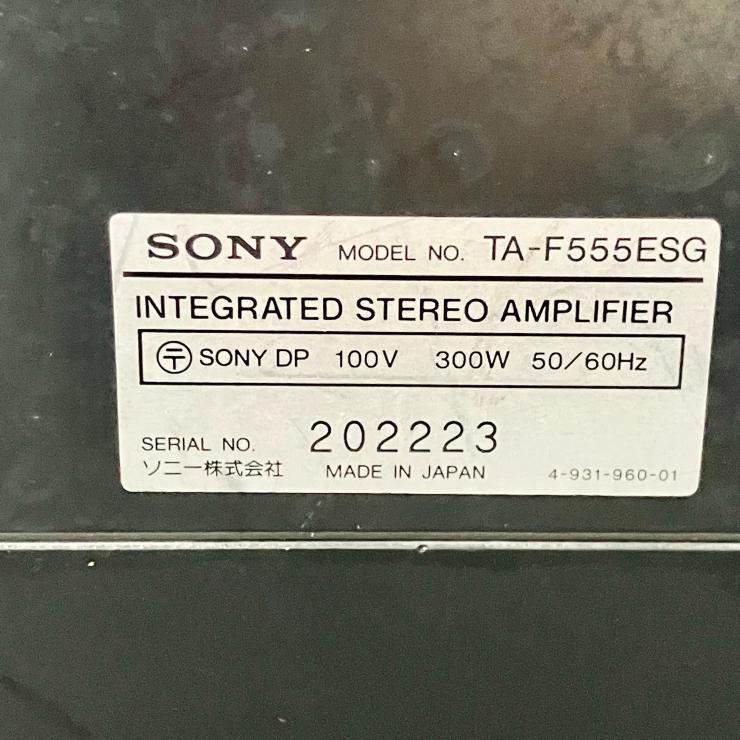 SONY MODEL NO. TA-F555ESG
INTEGRATED STEREO AMPLIFIER
〒 SONY DP 100V 300W 50/60Hz
SERIAL NO. 202223
ソニー株式会社 MADE IN JAPAN 4-931-960-01